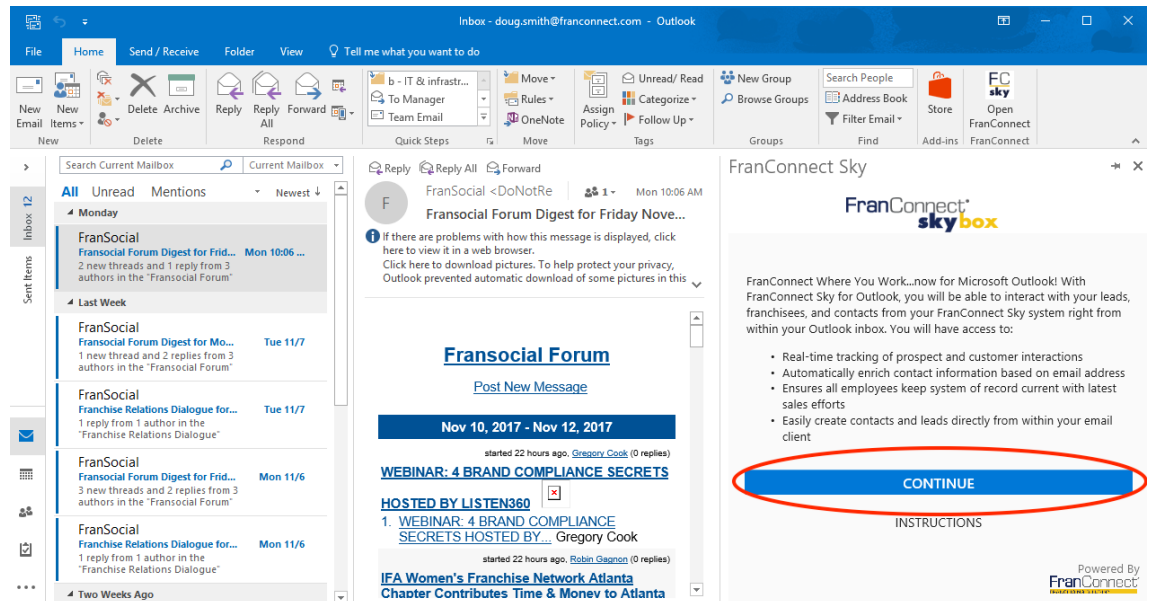 Inbox - doug.smith@franconnect.com - Outlook
File Home Send / Receive Folder View Tell me what you want to do
New Email
New Items
Delete Archive
Delete
Reply Reply All Forward
Respond
b - IT & infrastr...
To Manager
Team Email
Quick Steps
Move
Rules
OneNote
Move
Assign Policy
Unread/ Read
Categorize
Follow Up
Tags
New Group
Browse Groups
Groups
Search People
Address Book
Filter Email
Find
Store
Add-ins
FC
sky
Open
FranConnect
FranConnect
New
Inbox 12
Sent Items
Search Current Mailbox Current Mailbox
All Unread Mentions Newest ↓
Monday
FranSocial
Fransocial Forum Digest for Frid... Mon 10:06 ...
2 new threads and 1 reply from 3
authors in the "Fransocial Forum"
Last Week
FranSocial
Fransocial Forum Digest for Mo... Tue 11/7
1 new thread and 2 replies from 3
authors in the "Fransocial Forum"
FranSocial
Franchise Relations Dialogue for... Tue 11/7
1 reply from 1 author in the
"Franchise Relations Dialogue"
FranSocial
Fransocial Forum Digest for Frid... Mon 11/6
3 new threads and 2 replies from 3
authors in the "Fransocial Forum"
FranSocial
Franchise Relations Dialogue for... Mon 11/6
1 reply from 1 author in the
"Franchise Relations Dialogue"
Two Weeks Ago
Reply Reply All Forward
F
FranSocial <DoNotRe 1 Mon 10:06 AM
Fransocial Forum Digest for Friday Nove...
If there are problems with how this message is displayed, click
here to view it in a web browser.
Click here to download pictures. To help protect your privacy,
Outlook prevented automatic download of some pictures in this
Fransocial Forum
Post New Message
Nov 10, 2017 - Nov 12, 2017
started 22 hours ago, Gregory Cook (0 replies)
WEBINAR: 4 BRAND COMPLIANCE SECRETS
HOSTED BY LISTEN360
1. WEBINAR: 4 BRAND COMPLIANCE
SECRETS HOSTED BY... Gregory Cook
started 22 hours ago, Robin Gagnon (0 replies)
IFA Women's Franchise Network Atlanta
Chapter Contributes Time & Money to Atlanta
FranConnect Sky
FranConnect
skybox
FranConnect Where You Work...now for Microsoft Outlook! With
FranConnect Sky for Outlook, you will be able to interact with your leads,
franchisees, and contacts from your FranConnect Sky system right from
within your Outlook inbox. You will have access to:
• Real-time tracking of prospect and customer interactions
• Automatically enrich contact information based on email address
• Ensures all employees keep system of record current with latest
sales efforts
• Easily create contacts and leads directly from within your email
client
CONTINUE
INSTRUCTIONS
Powered By
FranConnect